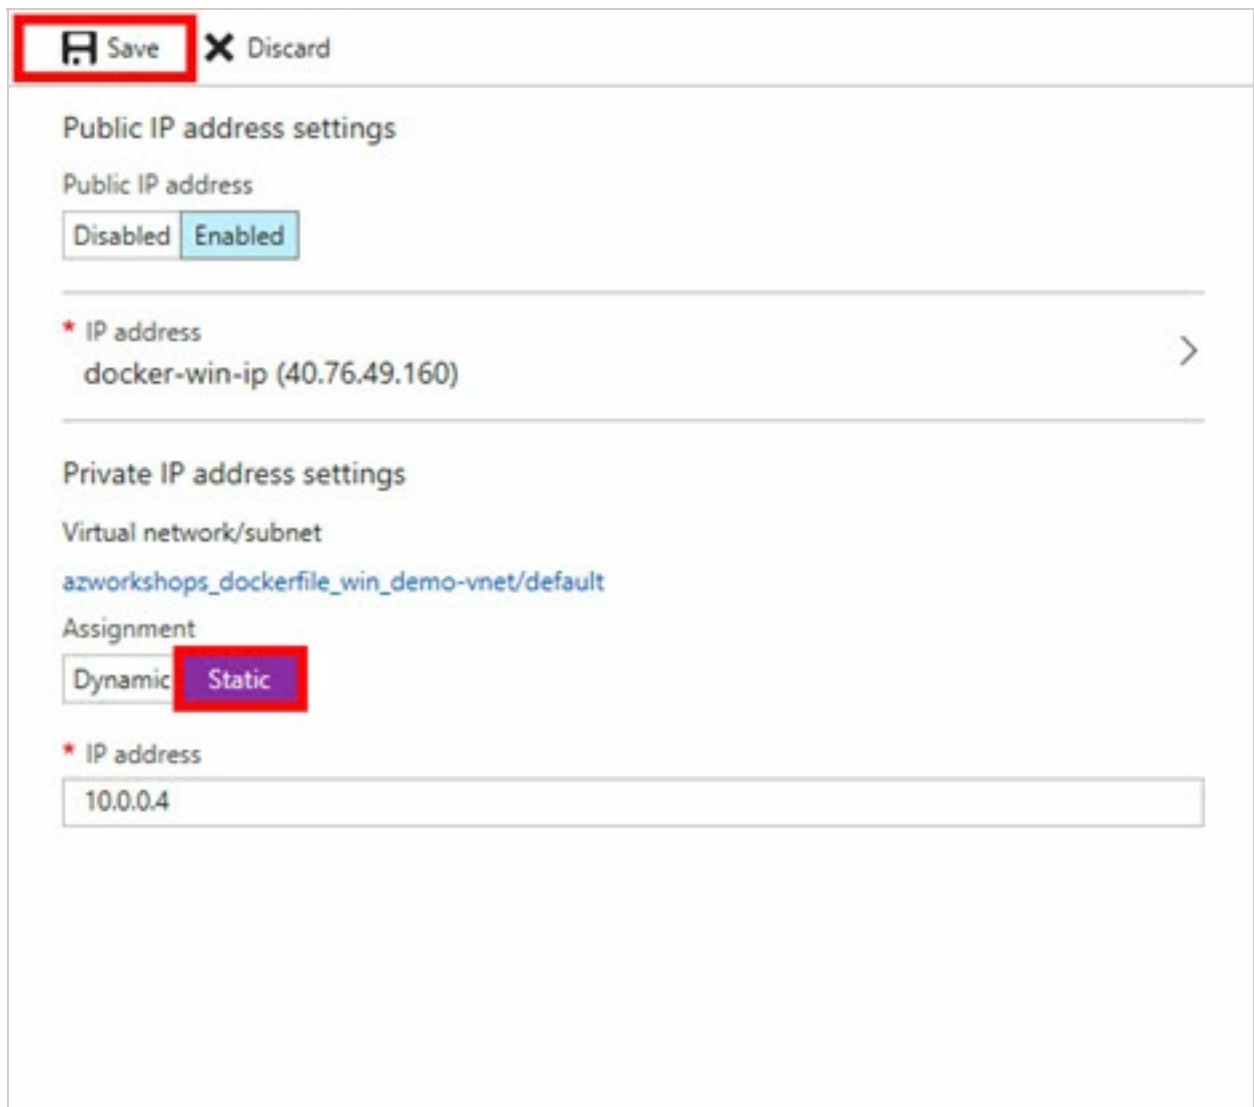 Save Discard
Public IP address settings
Public IP address
Disabled Enabled
* IP address
docker-win-ip (40.76.49.160)
Private IP address settings
Virtual network/subnet
azworkshops_dockerfile_win_demo-vnet/default
Assignment
Dynamic Static
* IP address
10.0.0.4